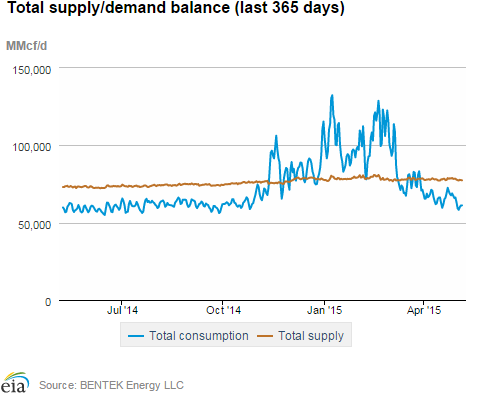 Total supply/demand balance (last 365 days)
MMcf/d
150,000
100,000
50,000
0
Jul '14 Oct '14 Jan '15 Apr '15
Total consumption Total supply
eia Source: BENTEK Energy LLC